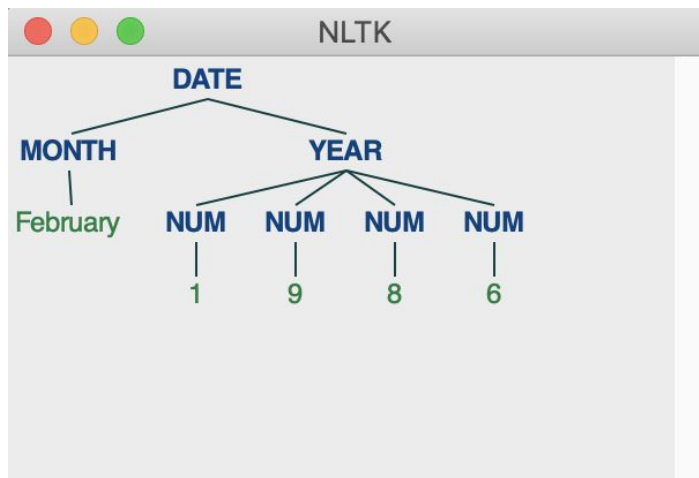 NLTK
DATE
MONTH YEAR
February NUM NUM NUM NUM
1 9 8 6